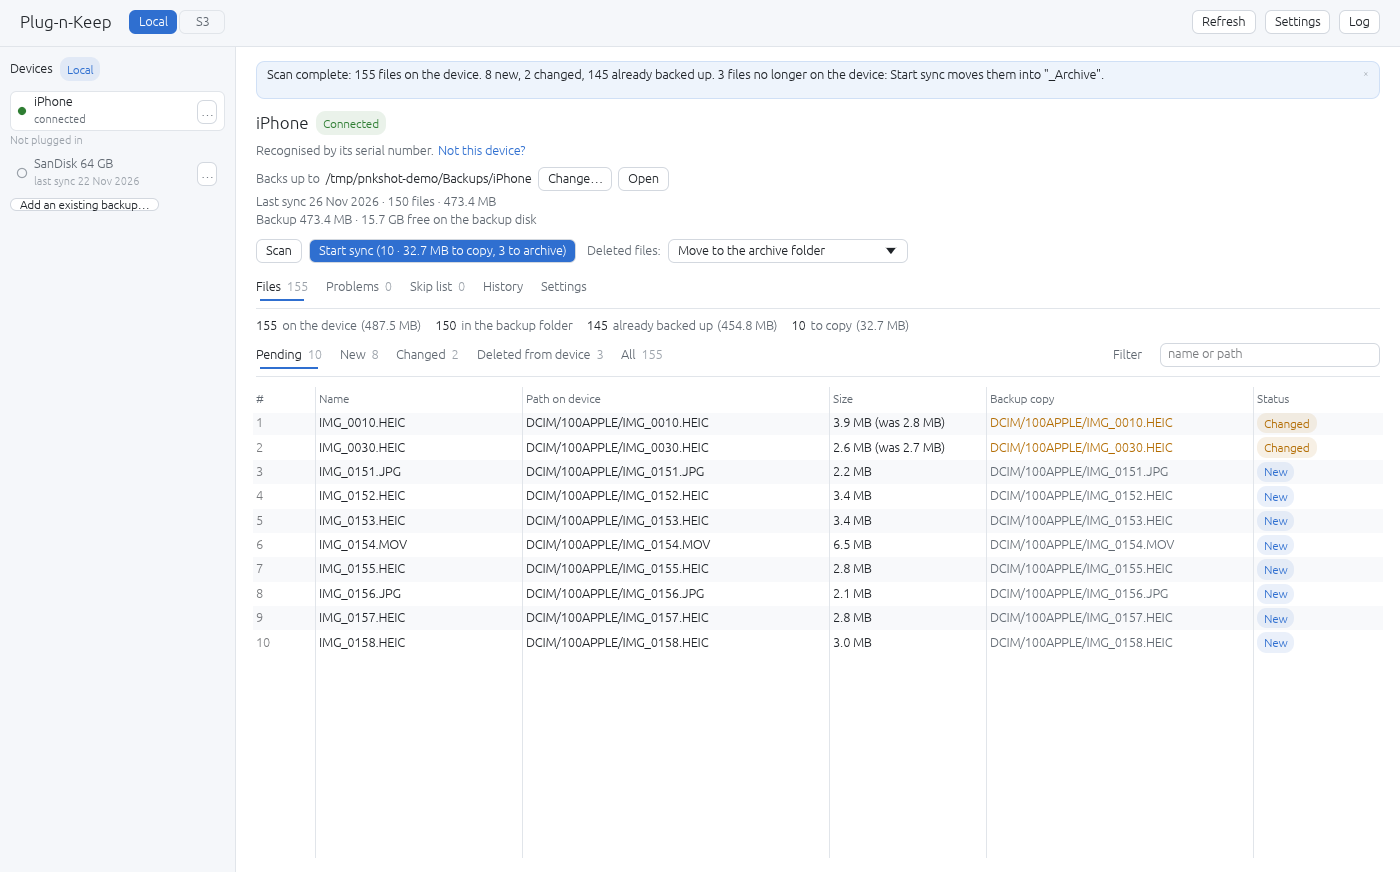 Plug-n-Keep Local S3 Refresh Settings Log
Devices Local
iPhone
connected
...
Not plugged in
SanDisk 64 GB
last sync 22 Nov 2026
...
Add an existing backup...
Scan complete: 155 files on the device. 8 new, 2 changed, 145 already backed up. 3 files no longer on the device: Start sync moves them into "_Archive". ×
iPhone Connected
Recognised by its serial number. Not this device?
Backs up to /tmp/pnkshot-demo/Backups/iPhone Change... Open
Last sync 26 Nov 2026 · 150 files · 473.4 MB
Backup 473.4 MB · 15.7 GB free on the backup disk
Scan Start sync (10 · 32.7 MB to copy, 3 to archive) Deleted files: Move to the archive folder
Files 155 Problems 0 Skip list 0 History Settings
155 on the device (487.5 MB) 150 in the backup folder 145 already backed up (454.8 MB) 10 to copy (32.7 MB)
Pending 10 New 8 Changed 2 Deleted from device 3 All 155 Filter name or path
# Name Path on device Size Backup copy Status
1 IMG_0010.HEIC DCIM/100APPLE/IMG_0010.HEIC 3.9 MB (was 2.8 MB) DCIM/100APPLE/IMG_0010.HEIC Changed
2 IMG_0030.HEIC DCIM/100APPLE/IMG_0030.HEIC 2.6 MB (was 2.7 MB) DCIM/100APPLE/IMG_0030.HEIC Changed
3 IMG_0151.JPG DCIM/100APPLE/IMG_0151.JPG 2.2 MB DCIM/100APPLE/IMG_0151.JPG New
4 IMG_0152.HEIC DCIM/100APPLE/IMG_0152.HEIC 3.4 MB DCIM/100APPLE/IMG_0152.HEIC New
5 IMG_0153.HEIC DCIM/100APPLE/IMG_0153.HEIC 3.4 MB DCIM/100APPLE/IMG_0153.HEIC New
6 IMG_0154.MOV DCIM/100APPLE/IMG_0154.MOV 6.5 MB DCIM/100APPLE/IMG_0154.MOV New
7 IMG_0155.HEIC DCIM/100APPLE/IMG_0155.HEIC 2.8 MB DCIM/100APPLE/IMG_0155.HEIC New
8 IMG_0156.JPG DCIM/100APPLE/IMG_0156.JPG 2.1 MB DCIM/100APPLE/IMG_0156.JPG New
9 IMG_0157.HEIC DCIM/100APPLE/IMG_0157.HEIC 2.8 MB DCIM/100APPLE/IMG_0157.HEIC New
10 IMG_0158.HEIC DCIM/100APPLE/IMG_0158.HEIC 3.0 MB DCIM/100APPLE/IMG_0158.HEIC New